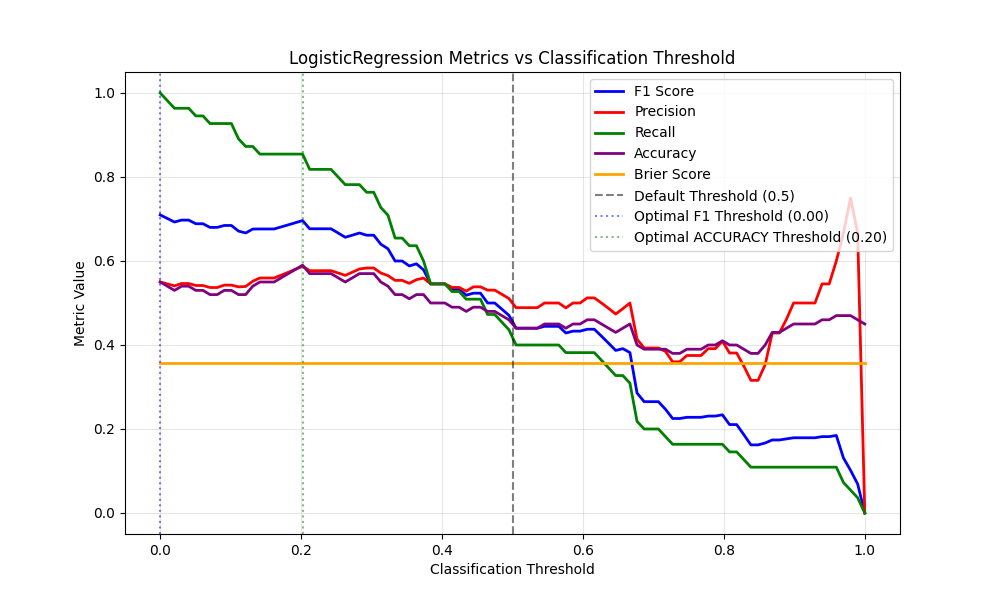 LogisticRegression Metrics vs Classification Threshold
Metric Value
1.0
0.8
0.6
0.4
0.2
0.0
F1 Score
Precision
Recall
Accuracy
Brier Score
Default Threshold (0.5)
Optimal F1 Threshold (0.00)
Optimal ACCURACY Threshold (0.20)
0.0 0.2 0.4 0.6 0.8 1.0
Classification Threshold